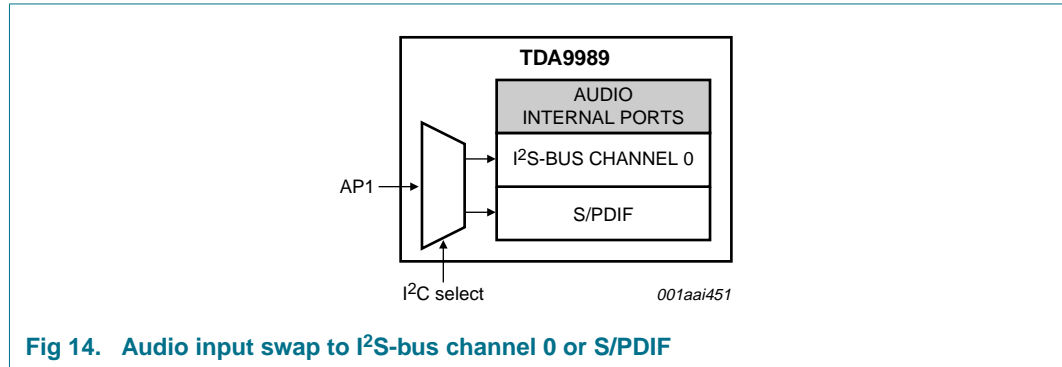 TDA9989
AUDIO
INTERNAL PORTS
I²S-BUS CHANNEL 0
AP1
S/PDIF
I²C select
001aai451
Fig 14. Audio input swap to I²S-bus channel 0 or S/PDIF